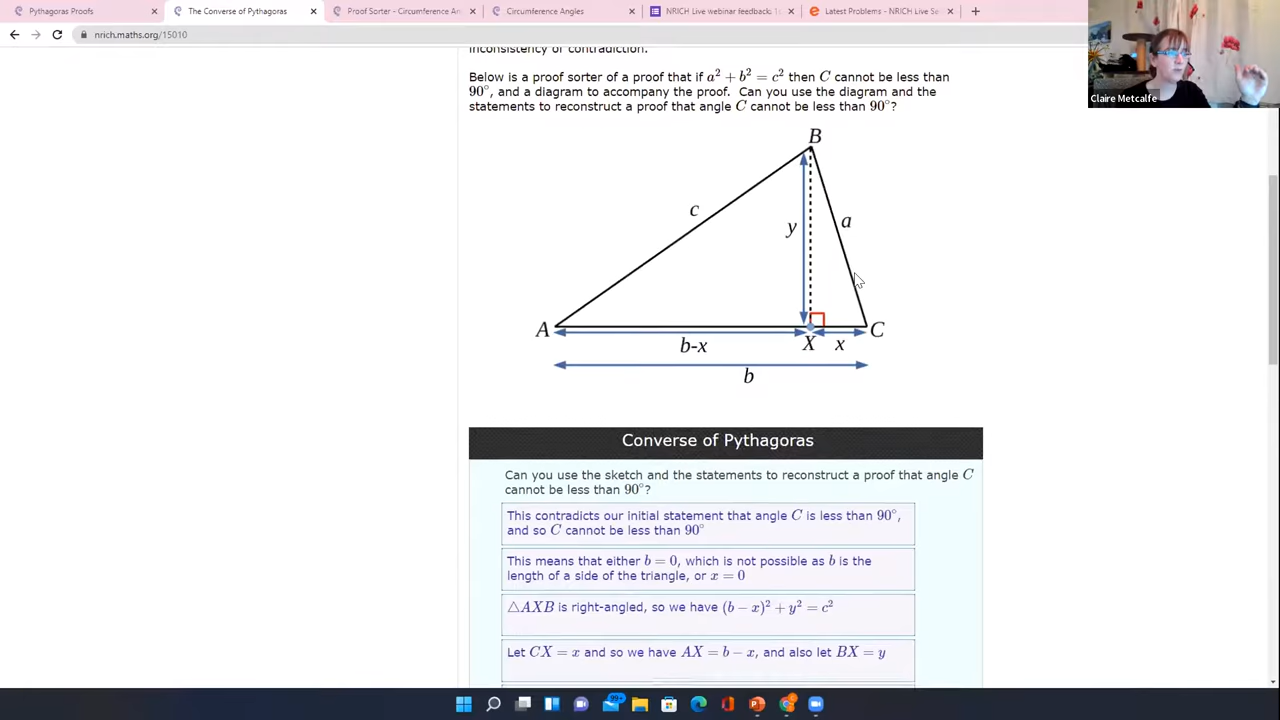 Pythagoras Proofs
The Converse of Pythagoras
Proof Sorter - Circumference An
Circumference Angles
NRICH Live webinar feedback: 1
Latest Problems - NRICH Live Se
nrich.maths.org/15010
Claire Metcalfe
inconsistency or contradiction.
Below is a proof sorter of a proof that if a² + b² = c² then C cannot be less than
90°, and a diagram to accompany the proof. Can you use the diagram and the
statements to reconstruct a proof that angle C cannot be less than 90°?
B
c
y
a
A
X
C
b-x
x
b
Converse of Pythagoras
Can you use the sketch and the statements to reconstruct a proof that angle C
cannot be less than 90°?
This contradicts our initial statement that angle C is less than 90°,
and so C cannot be less than 90°
This means that either b = 0, which is not possible as b is the
length of a side of the triangle, or x = 0
△AXB is right-angled, so we have (b − x)² + y² = c²
Let CX = x and so we have AX = b − x, and also let BX = y
99+